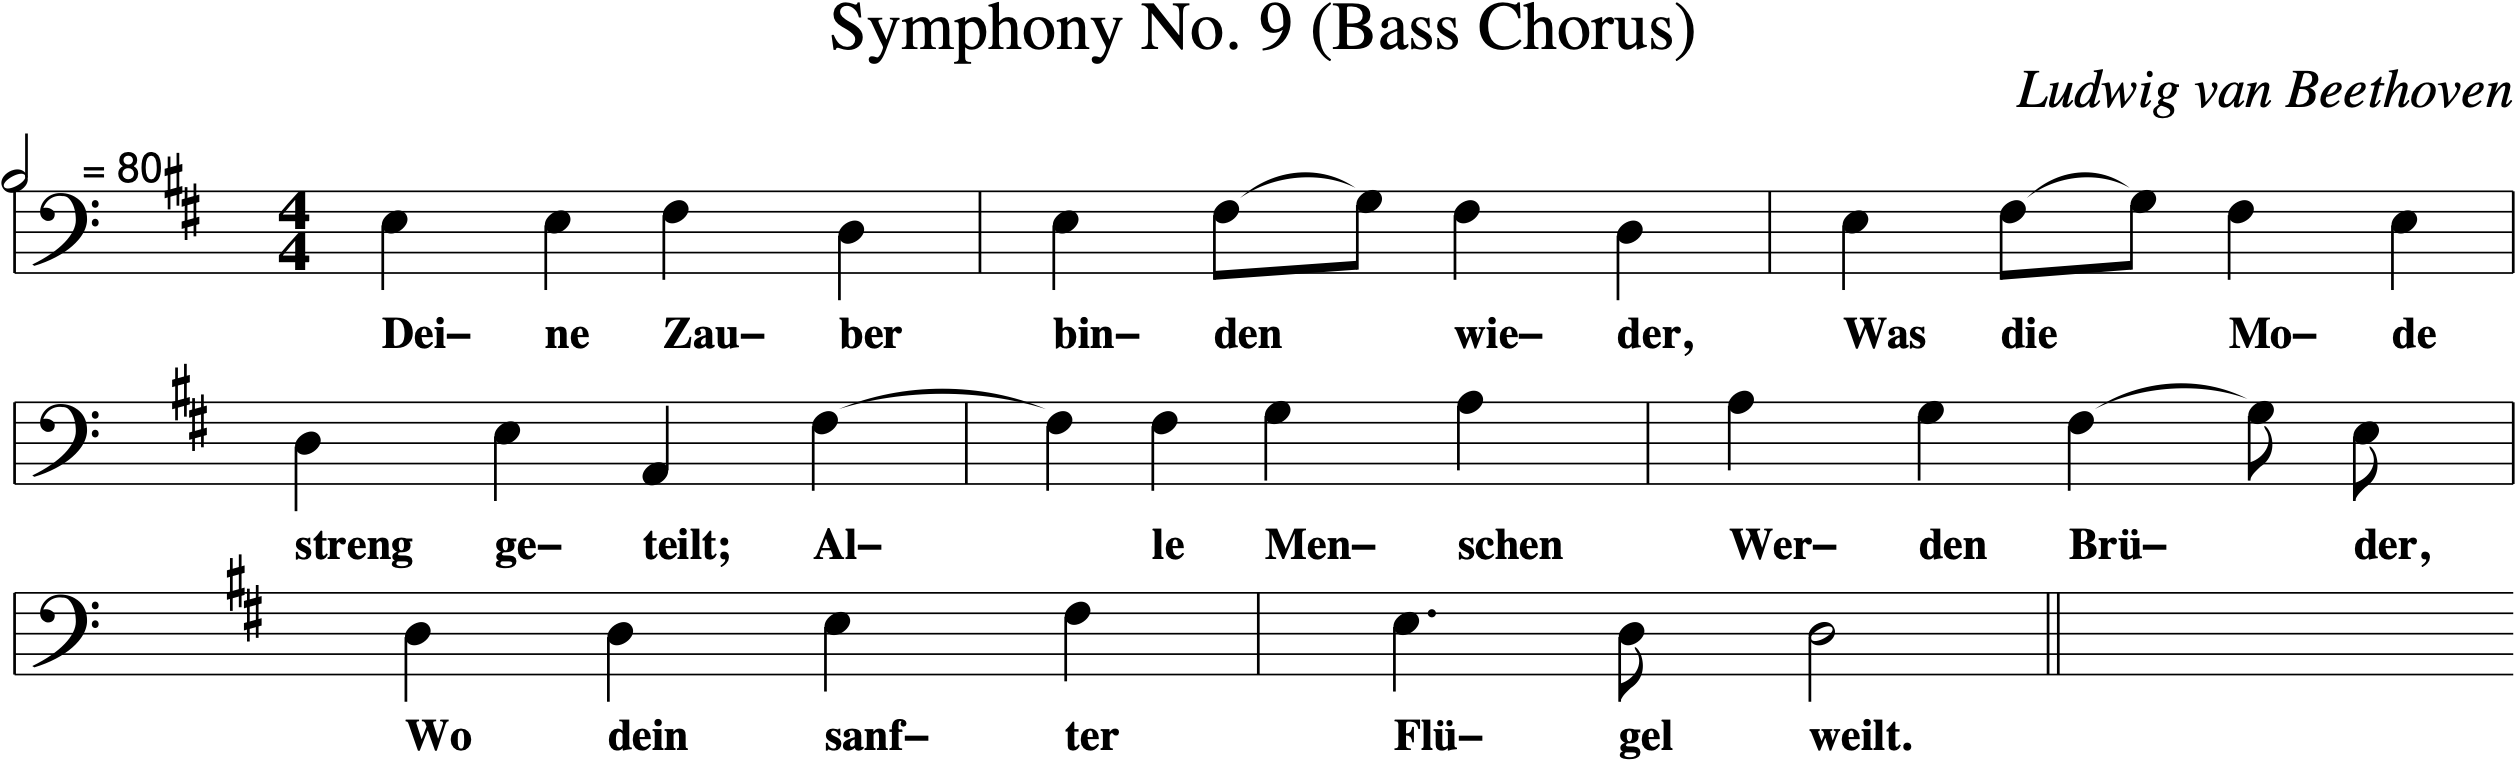 Symphony No. 9 (Bass Chorus)
Ludwig van Beethoven
= 80
4
4
Dei– ne Zau– ber bin– den wie– der, Was die Mo– de
streng ge– teilt; Al– le Men– schen Wer– den Brü– der,
Wo dein sanf– ter Flü– gel weilt.